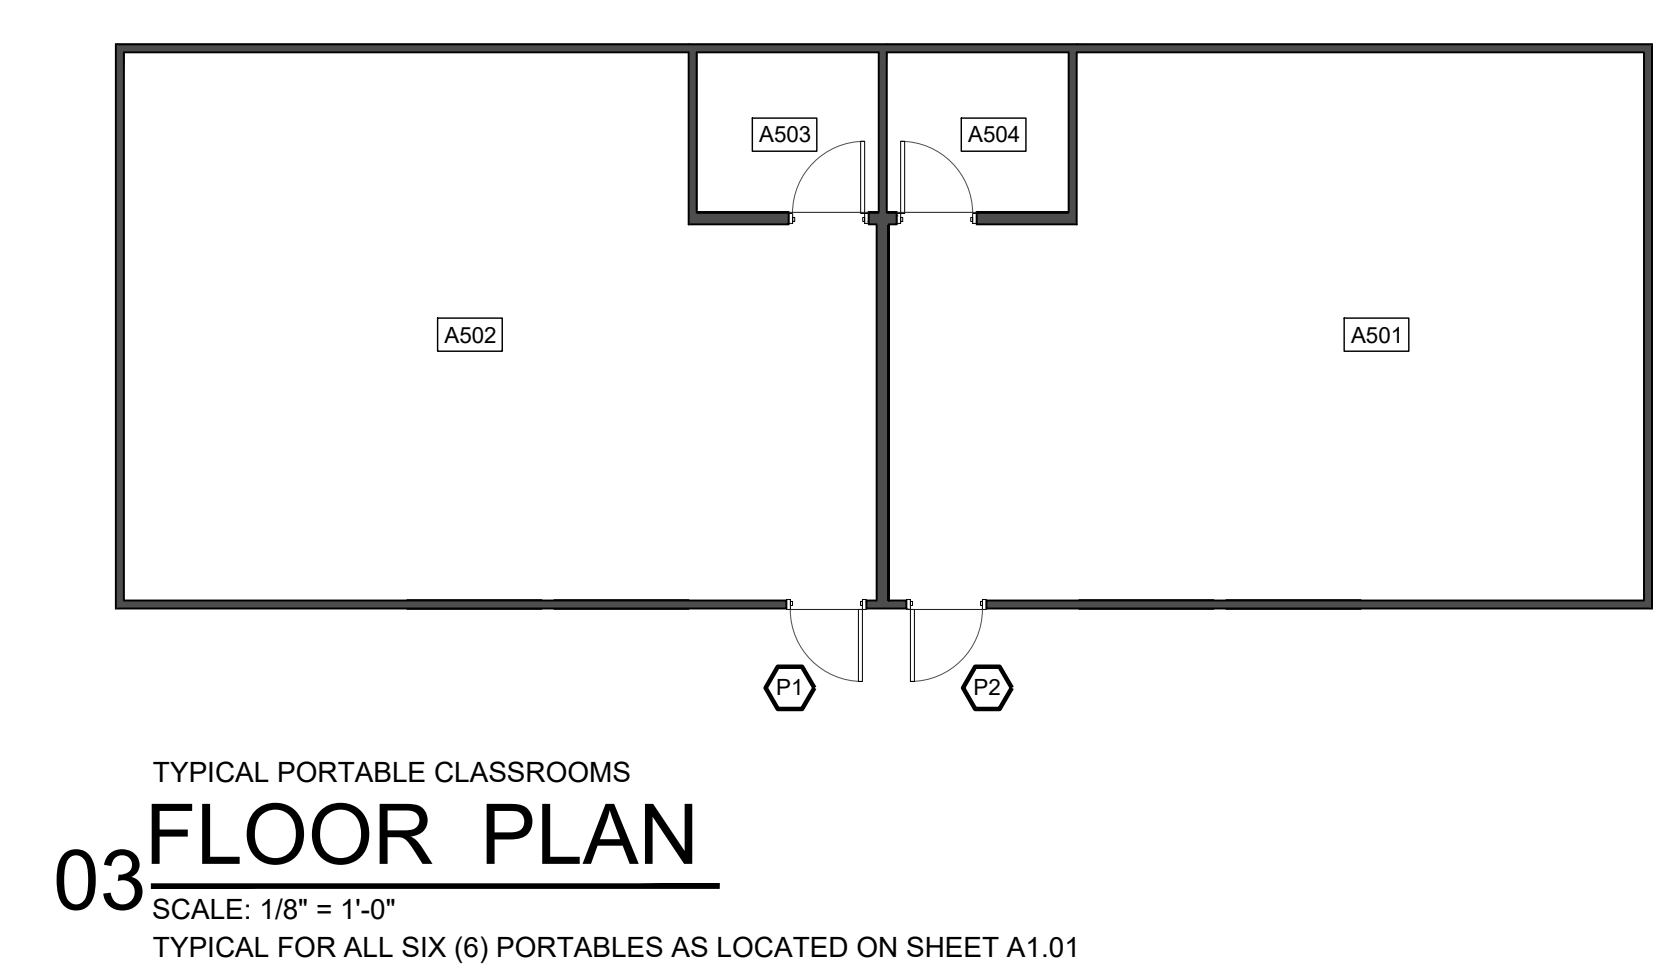 A503
A504
A502
A501
P1
P2
TYPICAL PORTABLE CLASSROOMS
FLOOR PLAN
03
SCALE: 1/8" = 1'-0"
TYPICAL FOR ALL SIX (6) PORTABLES AS LOCATED ON SHEET A1.01